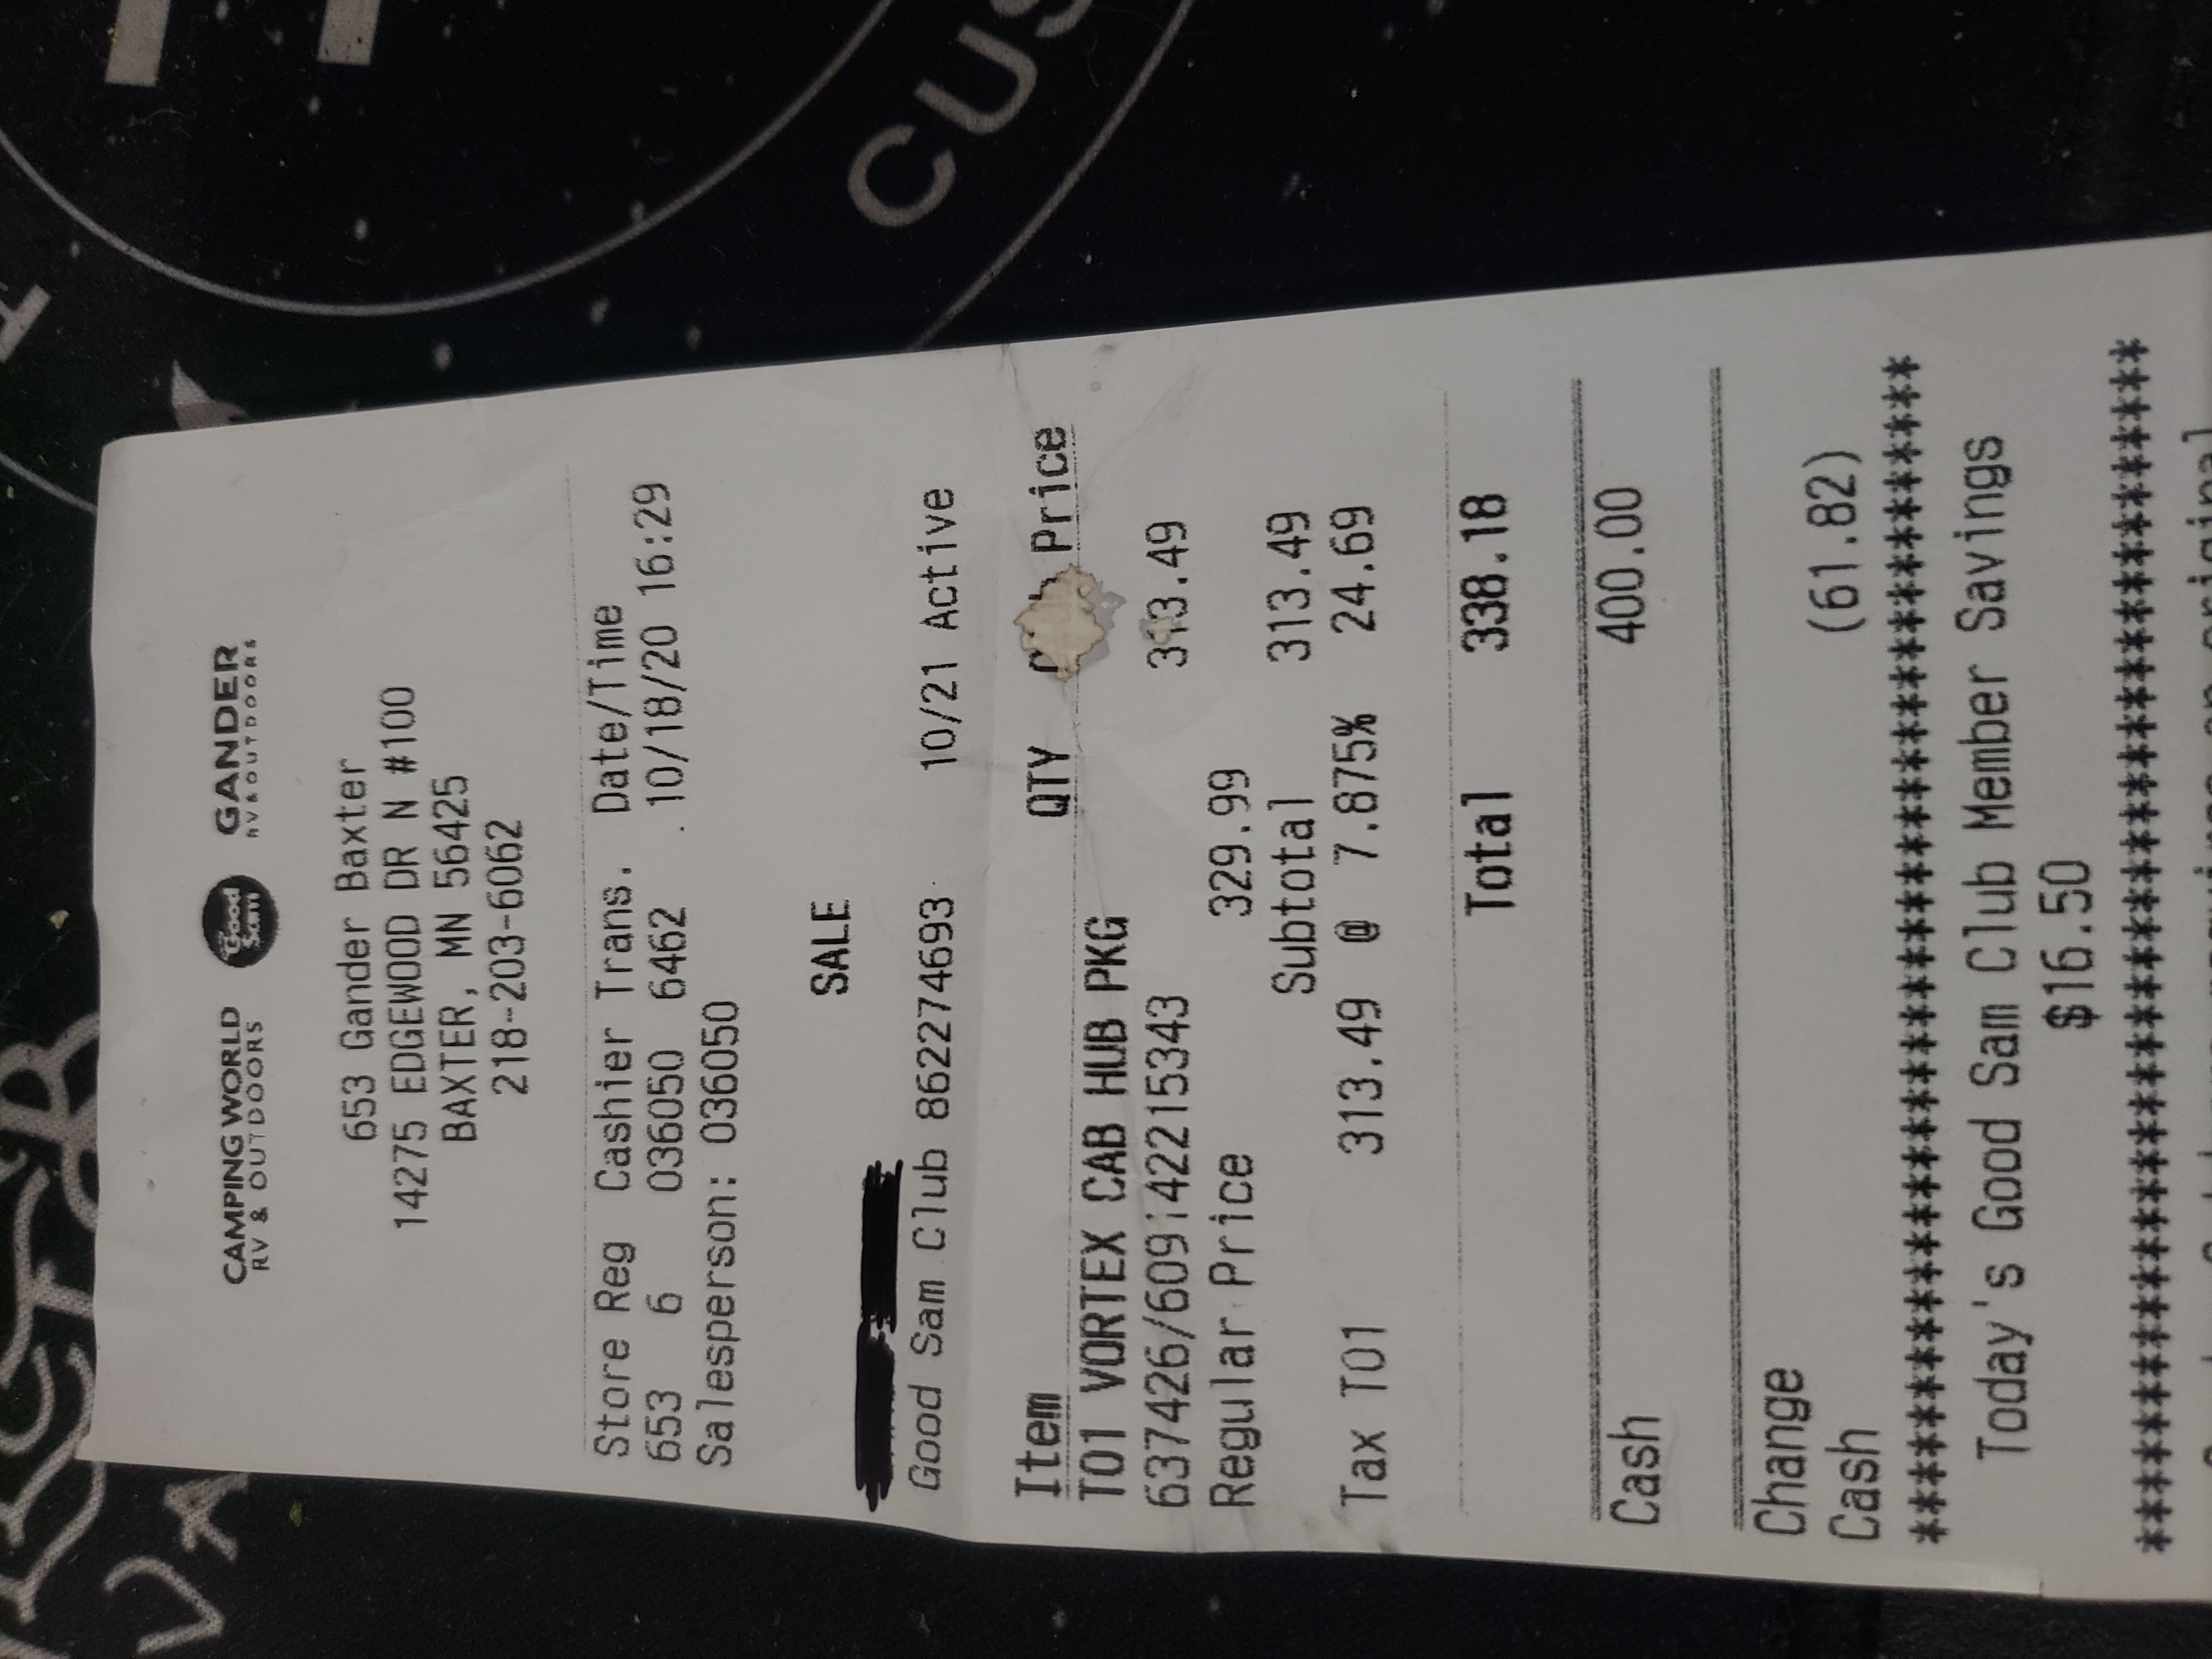 CUS
CAMPING WORLD
RV & OUTDOORS
Good Sam
GANDER
RV & OUTDOORS
653 Gander Baxter
14275 EDGEWOOD DR N #100
BAXTER, MN 56425
218-203-6062
Store Reg Cashier Trans. Date/Time
653 6 036050 6462 10/18/20 16:29
Salesperson: 036050
SALE
Good Sam Club 862274693 10/21 Active
Item QTY Price
T01 VORTEX CAB HUB PKG
637426/609142215343 313.49
Regular Price 329.99
Subtotal 313.49
Tax T01 313.49 @ 7.875% 24.69
Total 338.18
Cash 400.00
Change
Cash (61.82)
****************************************
Today's Good Sam Club Member Savings
$16.50
****************************************